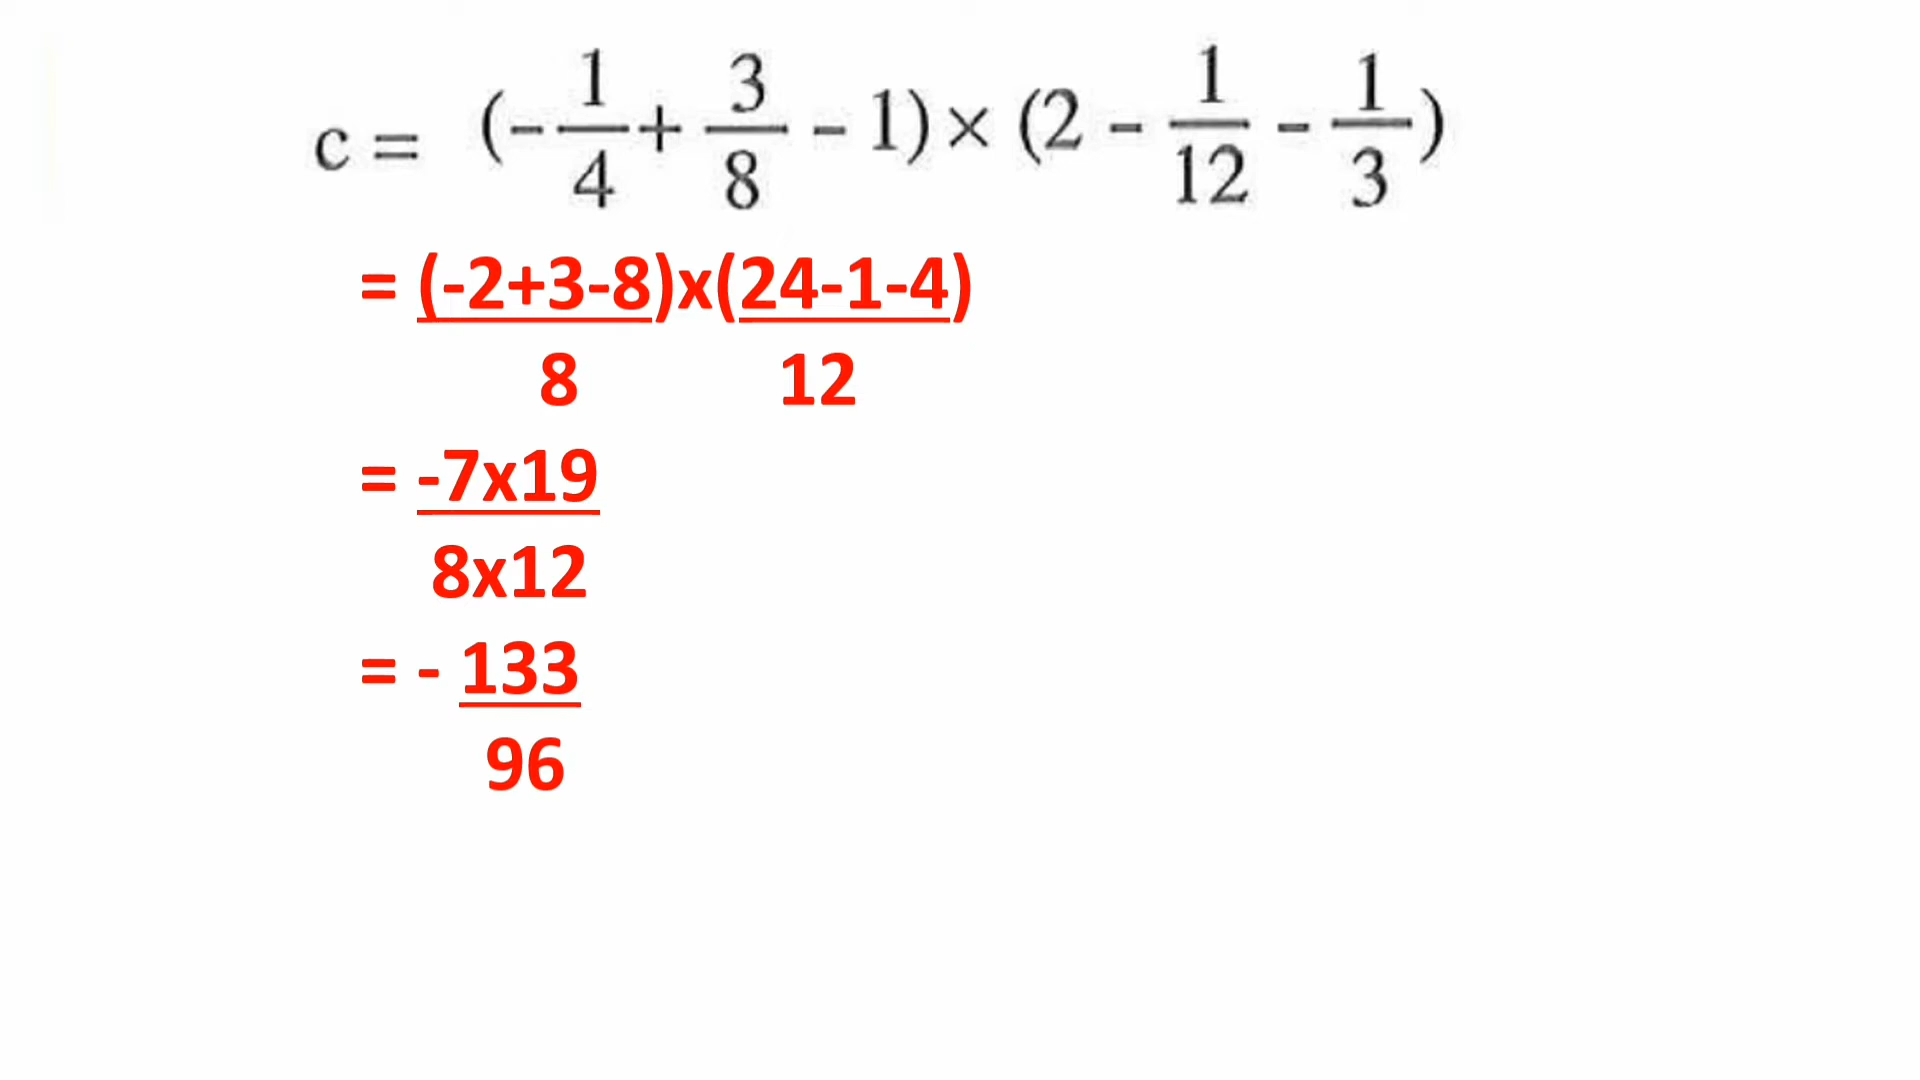 c = (- 1/4 + 3/8 - 1) × (2 - 1/12 - 1/3)
= (-2+3-8)x(24-1-4)
8 12
= -7x19
8x12
= - 133
96